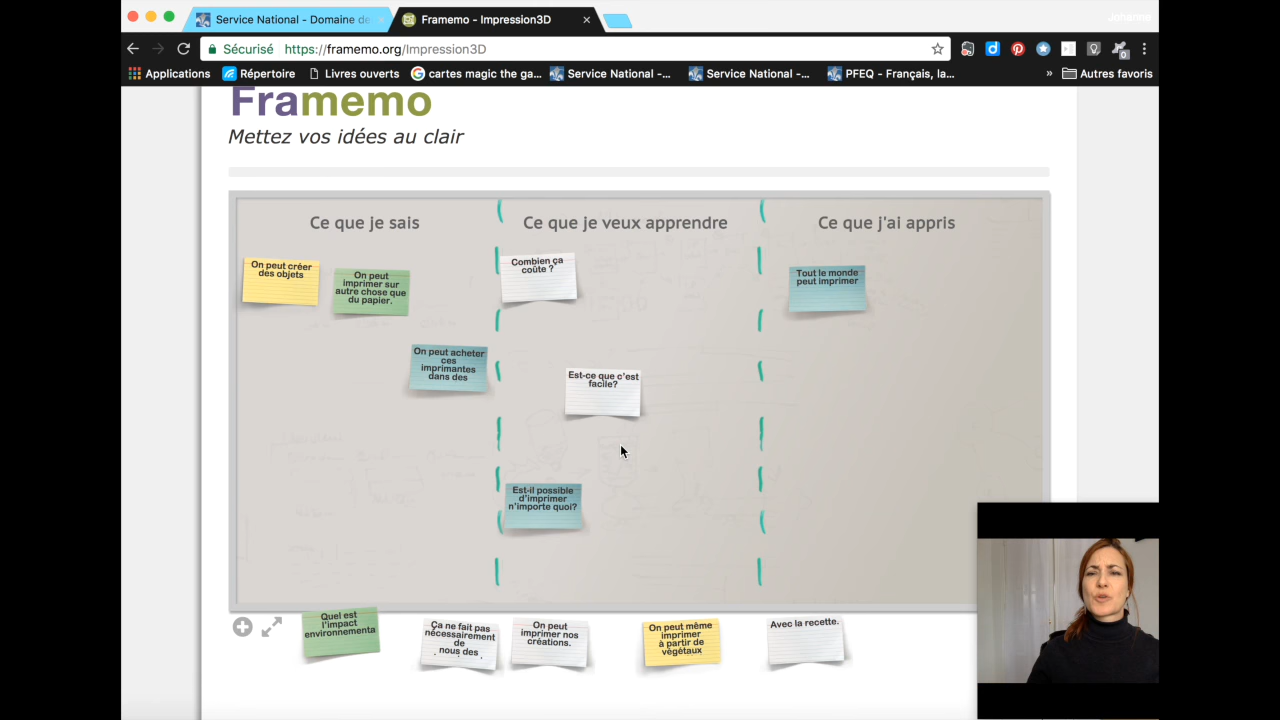 Service National - Domaine de
Framemo - Impression3D
Johanne
Sécurisé
https://framemo.org/Impression3D
Applications
Répertoire
Livres ouverts
cartes magic the ga...
Service National -...
Service National -...
PFEQ - Français, la...
»
Autres favoris
Framemo
Mettez vos idées au clair
Ce que je sais
Ce que je veux apprendre
Ce que j'ai appris
On peut créer
des objets
On peut
imprimer sur
autre chose que
du papier.
On peut acheter
ces
imprimantes
dans des
Combien ça
coûte ?
Est-ce que c'est
facile?
Est-il possible
d'imprimer
n'importe quoi?
Tout le monde
peut imprimer
Quel est
l'impact
environnementa
Ça ne fait pas
nécessairement
de
nous des
On peut
imprimer nos
créations.
On peut même
imprimer
à partir de
végétaux
Avec la recette.